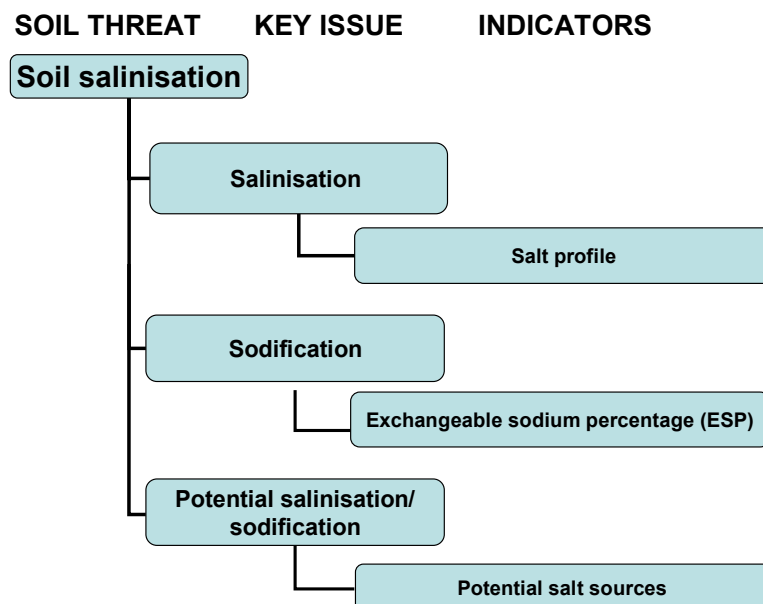 SOIL THREAT KEY ISSUE INDICATORS
Soil salinisation
Salinisation
Salt profile
Sodification
Exchangeable sodium percentage (ESP)
Potential salinisation/
sodification
Potential salt sources